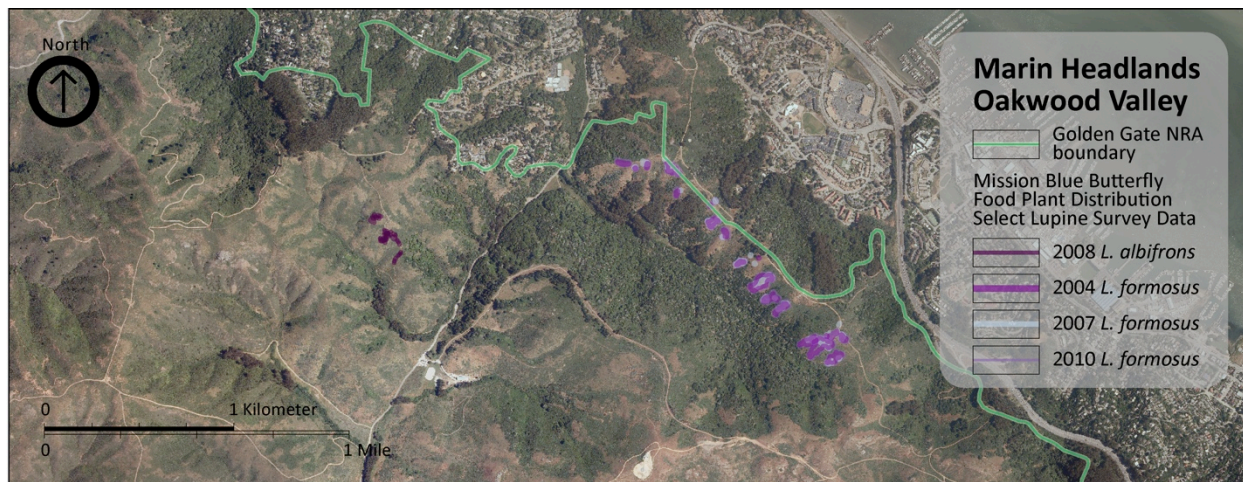 North
Marin Headlands
Oakwood Valley
Golden Gate NRA
boundary
Mission Blue Butterfly
Food Plant Distribution
Select Lupine Survey Data
2008 L. albifrons
2004 L. formosus
2007 L. formosus
2010 L. formosus
0 1 Kilometer
0 1 Mile